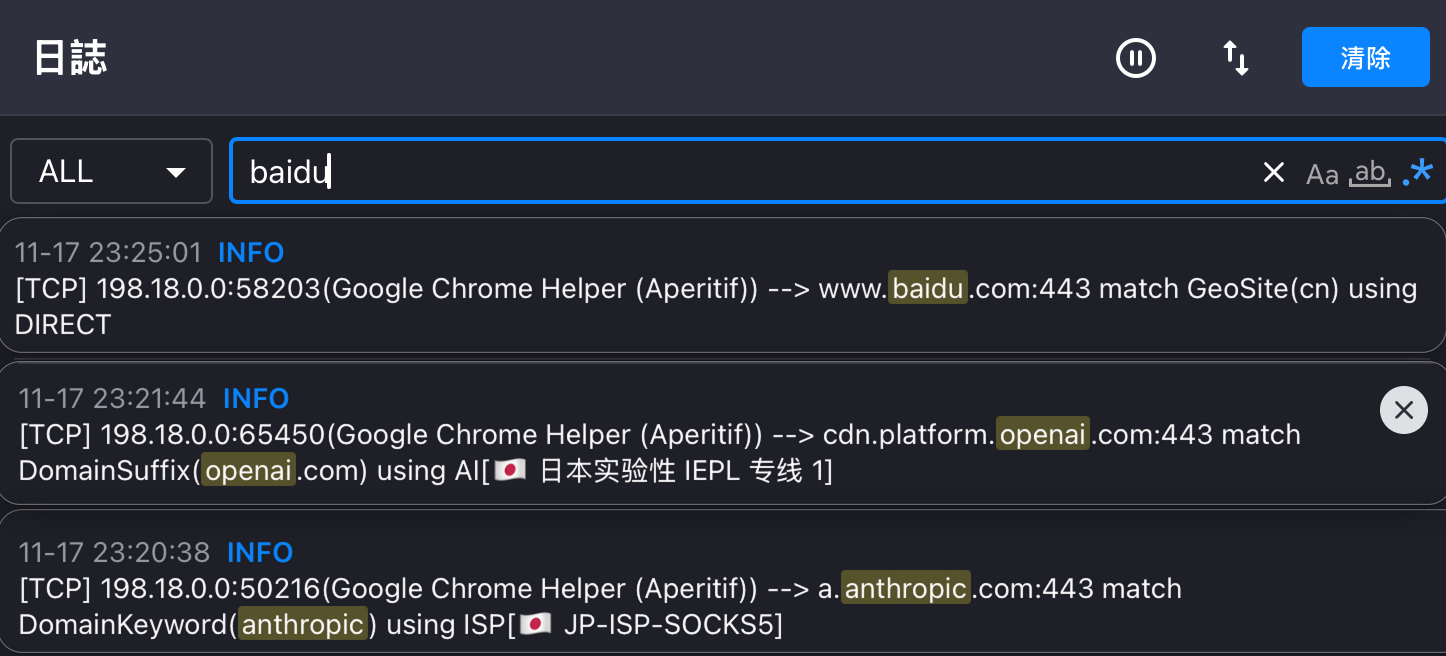 日誌
清除
ALL
baidu
Aa ab .*
11-17 23:25:01 INFO
[TCP] 198.18.0.0:58203(Google Chrome Helper (Aperitif)) --> www.baidu.com:443 match GeoSite(cn) using
DIRECT
11-17 23:21:44 INFO
[TCP] 198.18.0.0:65450(Google Chrome Helper (Aperitif)) --> cdn.platform.openai.com:443 match
DomainSuffix(openai.com) using AI[🇯🇵 日本实验性 IEPL 专线 1]
11-17 23:20:38 INFO
[TCP] 198.18.0.0:50216(Google Chrome Helper (Aperitif)) --> a.anthropic.com:443 match
DomainKeyword(anthropic) using ISP[🇯🇵 JP-ISP-SOCKS5]